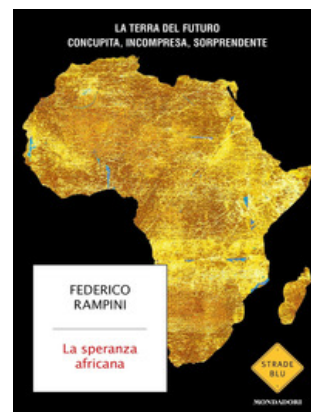 LA TERRA DEL FUTURO
CONCUPITA, INCOMPRESA, SORPRENDENTE
FEDERICO
RAMPINI
La speranza
africana
STRADE
BLU
MONDADORI